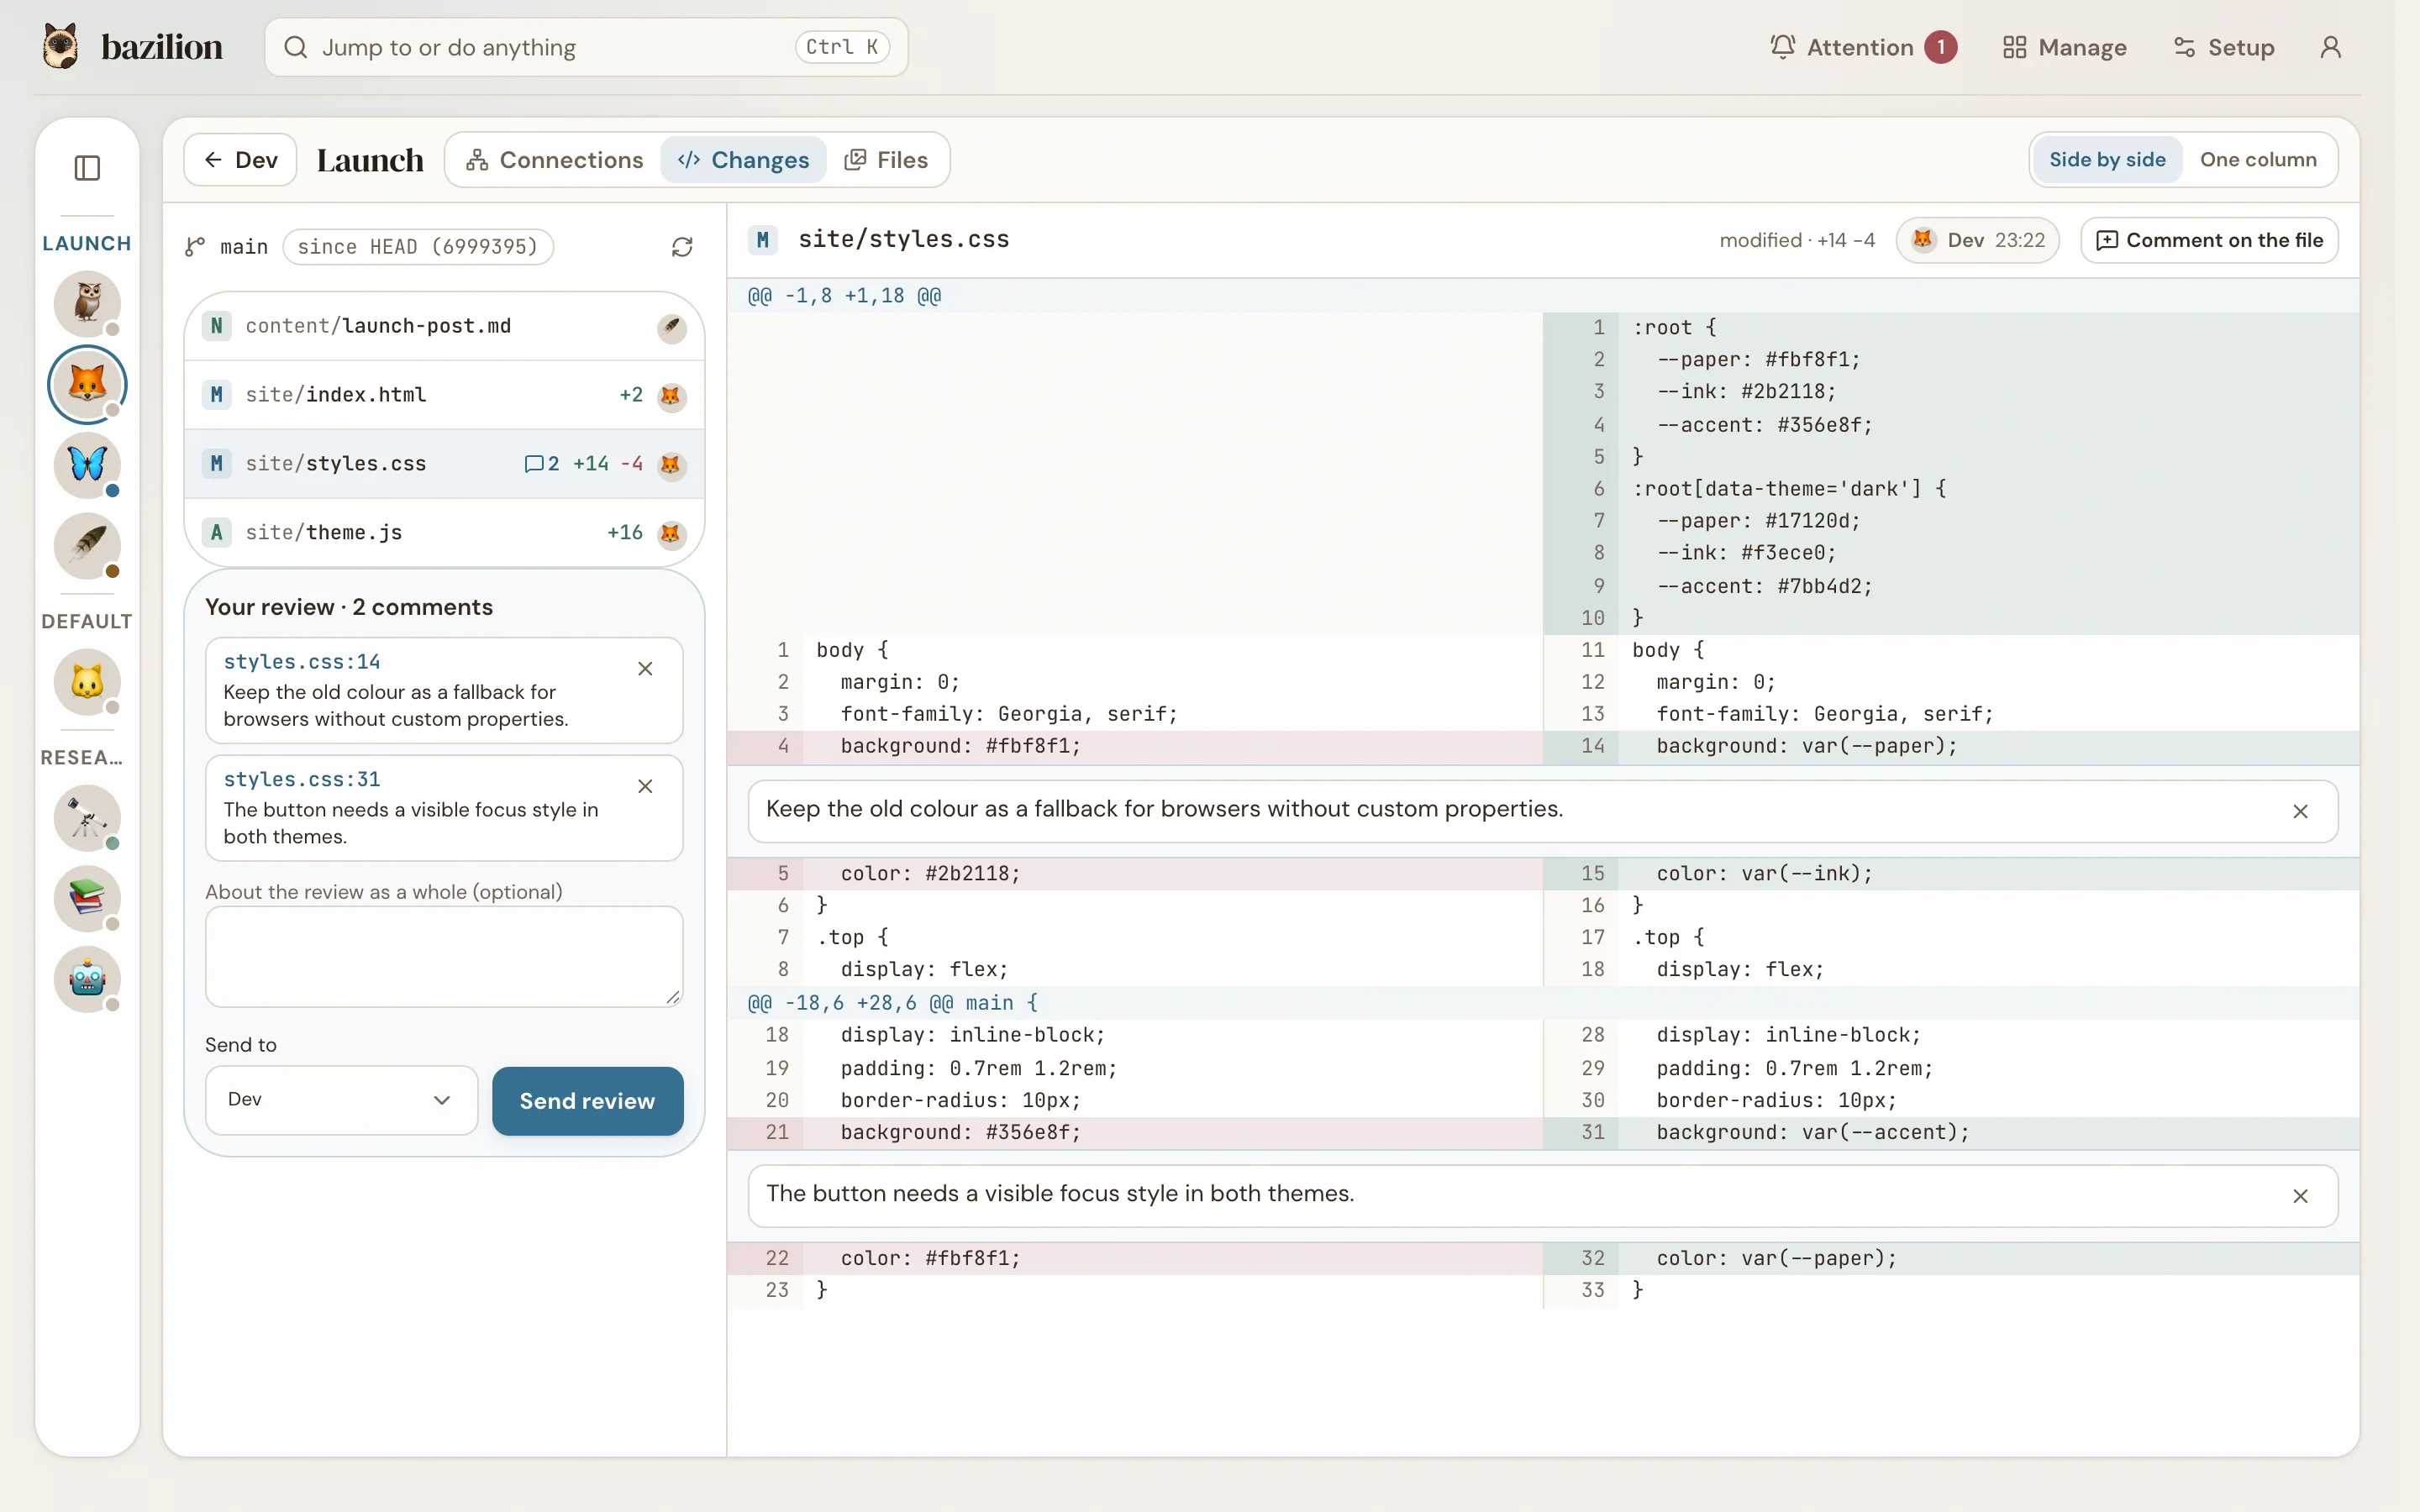 bazilion
Jump to or do anything
Ctrl K
Attention 1
Manage
Setup
LAUNCH
DEFAULT
RESEA…
Dev
Launch
Connections
Changes
Files
Side by side
One column
main
since HEAD (6999395)
N content/launch-post.md
M site/index.html +2
M site/styles.css 2 +14 -4
A site/theme.js +16
Your review · 2 comments
styles.css:14
Keep the old colour as a fallback for
browsers without custom properties.
styles.css:31
The button needs a visible focus style in
both themes.
About the review as a whole (optional)
Send to
Dev
Send review
M site/styles.css
modified · +14 −4
Dev 23:22
Comment on the file
@@ -1,8 +1,18 @@
1 :root {
2 --paper: #fbf8f1;
3 --ink: #2b2118;
4 --accent: #356e8f;
5 }
6 :root[data-theme='dark'] {
7 --paper: #17120d;
8 --ink: #f3ece0;
9 --accent: #7bb4d2;
10 }
1 body { 11 body {
2 margin: 0; 12 margin: 0;
3 font-family: Georgia, serif; 13 font-family: Georgia, serif;
4 background: #fbf8f1; 14 background: var(--paper);
Keep the old colour as a fallback for browsers without custom properties.
5 color: #2b2118; 15 color: var(--ink);
6 } 16 }
7 .top { 17 .top {
8 display: flex; 18 display: flex;
@@ -18,6 +28,6 @@ main {
18 display: inline-block; 28 display: inline-block;
19 padding: 0.7rem 1.2rem; 29 padding: 0.7rem 1.2rem;
20 border-radius: 10px; 30 border-radius: 10px;
21 background: #356e8f; 31 background: var(--accent);
The button needs a visible focus style in both themes.
22 color: #fbf8f1; 32 color: var(--paper);
23 } 33 }